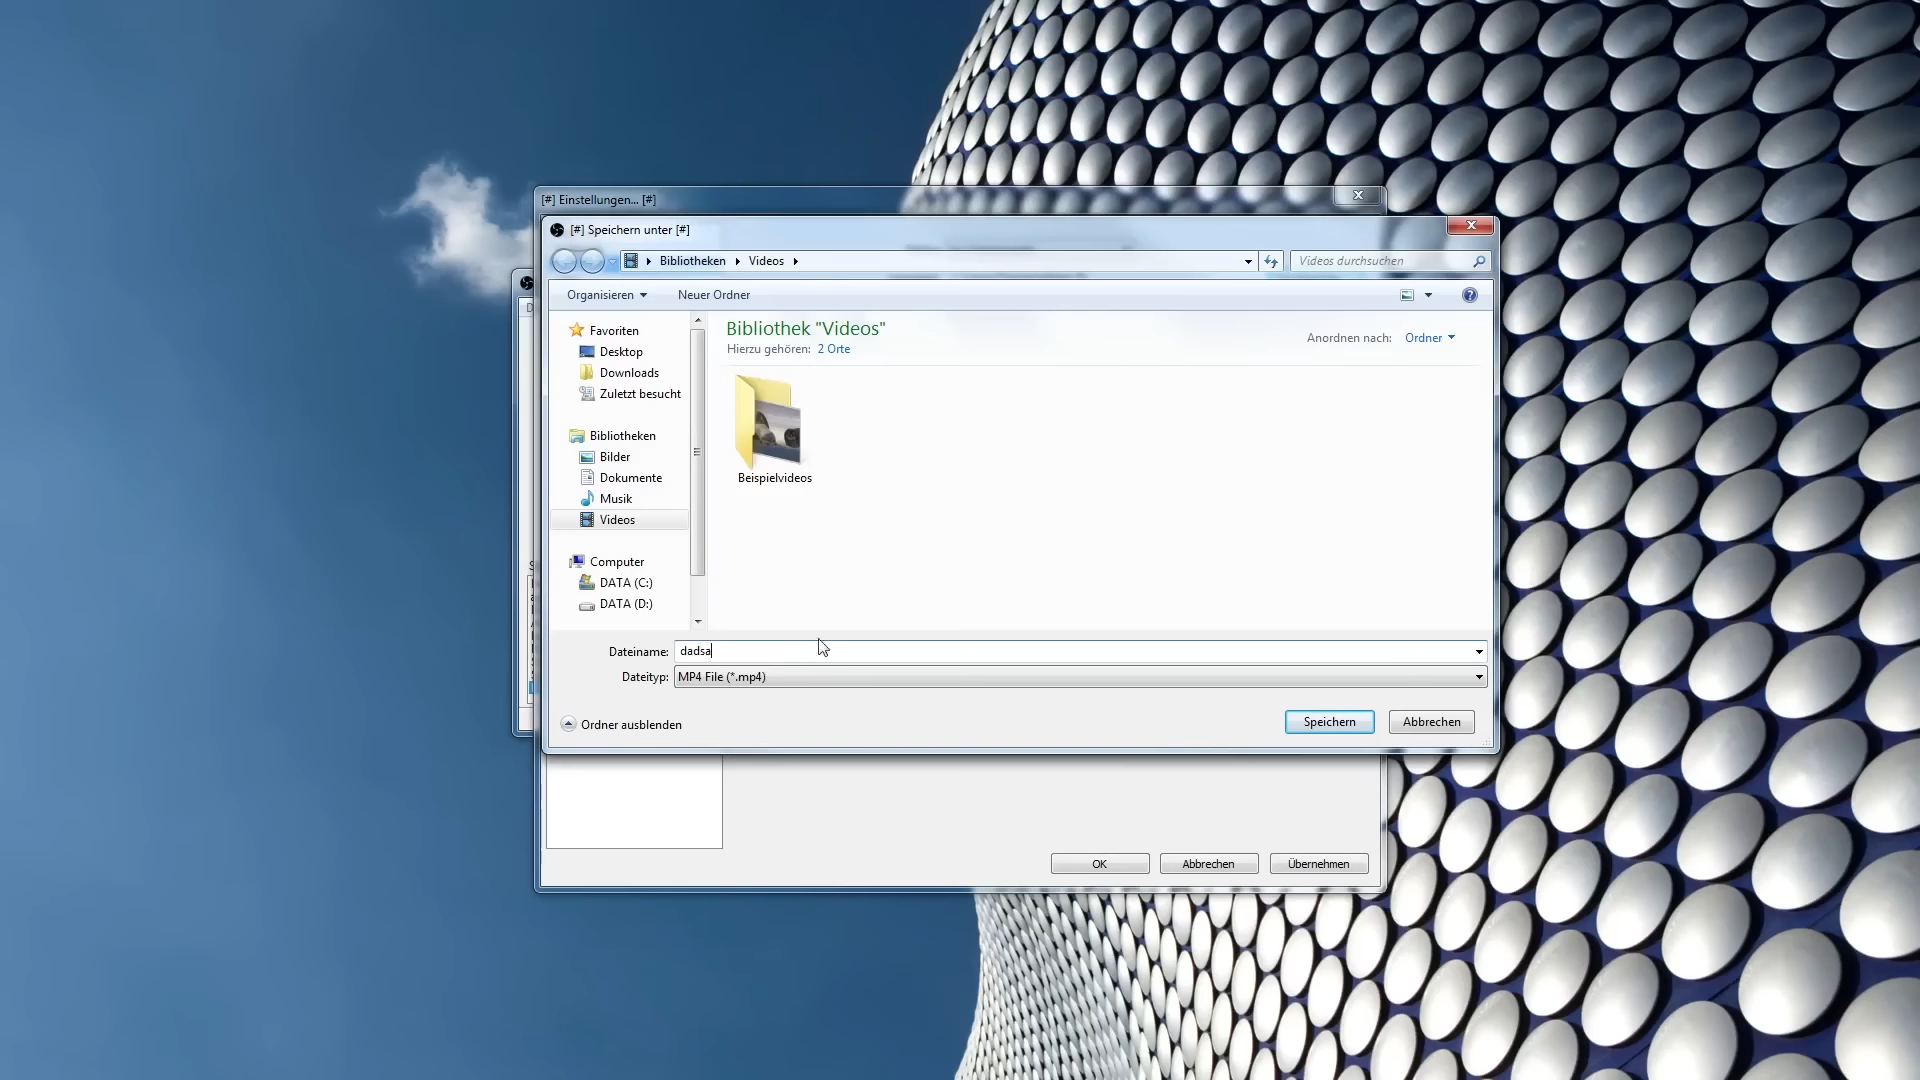 [#] Einstellungen... [#]
[#] Speichern unter [#]
Bibliotheken
Videos
Videos durchsuchen
Organisieren
Neuer Ordner
Favoriten
Desktop
Downloads
Zuletzt besucht
Bibliotheken
Bilder
Dokumente
Musik
Videos
Computer
DATA (C:)
DATA (D:)
Bibliothek "Videos"
Hierzu gehören: 2 Orte
Anordnen nach: Ordner
Beispielvideos
Dateiname: dadsa
Dateityp: MP4 File (*.mp4)
Ordner ausblenden
Speichern
Abbrechen
OK
Abbrechen
Übernehmen